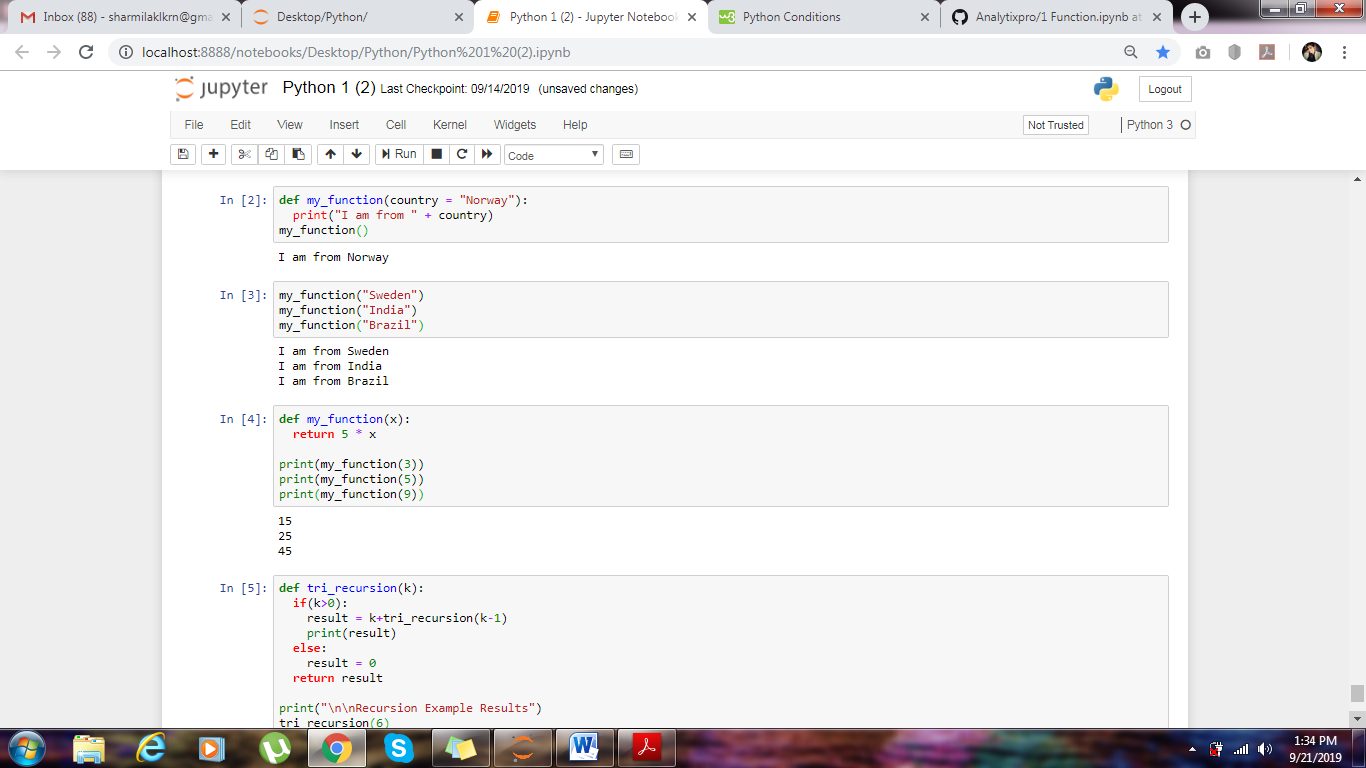 Inbox (88) - sharmilaklkrn@gma
Desktop/Python/
Python 1 (2) - Jupyter Notebook
Python Conditions
Analytixpro/1 Function.ipynb at
localhost:8888/notebooks/Desktop/Python/Python%201%20(2).ipynb
jupyter Python 1 (2) Last Checkpoint: 09/14/2019 (unsaved changes)
Logout
File Edit View Insert Cell Kernel Widgets Help
Not Trusted
Python 3
Run
Code
In [2]: def my_function(country = "Norway"):
  print("I am from " + country)
my_function()
I am from Norway
In [3]: my_function("Sweden")
my_function("India")
my_function("Brazil")
I am from Sweden
I am from India
I am from Brazil
In [4]: def my_function(x):
  return 5 * x
print(my_function(3))
print(my_function(5))
print(my_function(9))
15
25
45
In [5]: def tri_recursion(k):
  if(k>0):
    result = k+tri_recursion(k-1)
    print(result)
  else:
    result = 0
  return result
print("\n\nRecursion Example Results")
tri_recursion(6)
1:34 PM
9/21/2019